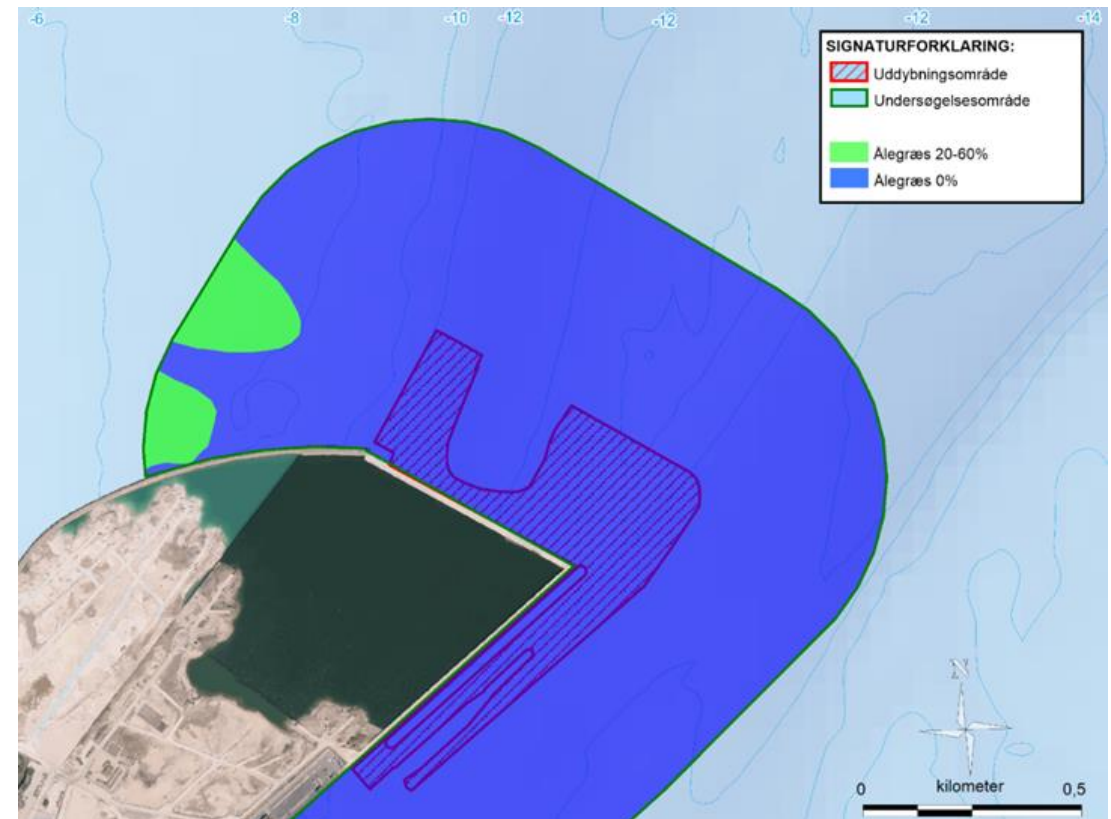 -6
-8
-10
-12
-12
-12
-14
SIGNATURFORKLARING:
Uddybningsområde
Undersøgelsesområde
Ålegræs 20-60%
Ålegræs 0%
N
kilometer
0
0,5